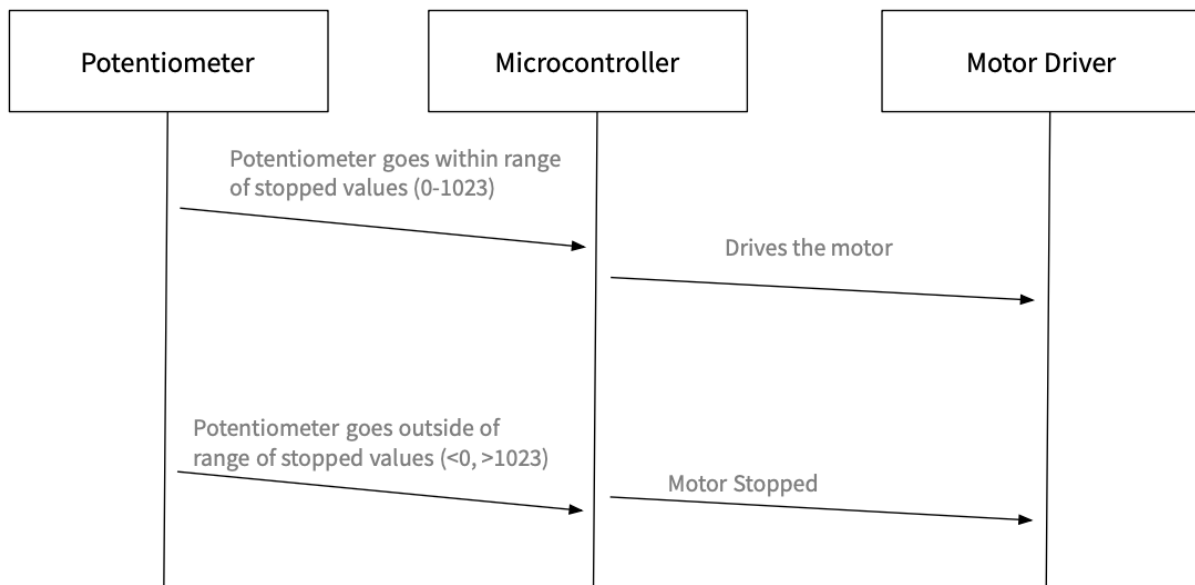 Potentiometer
Microcontroller
Motor Driver
Potentiometer goes within range
of stopped values (0-1023)
Drives the motor
Potentiometer goes outside of
range of stopped values (<0, >1023)
Motor Stopped